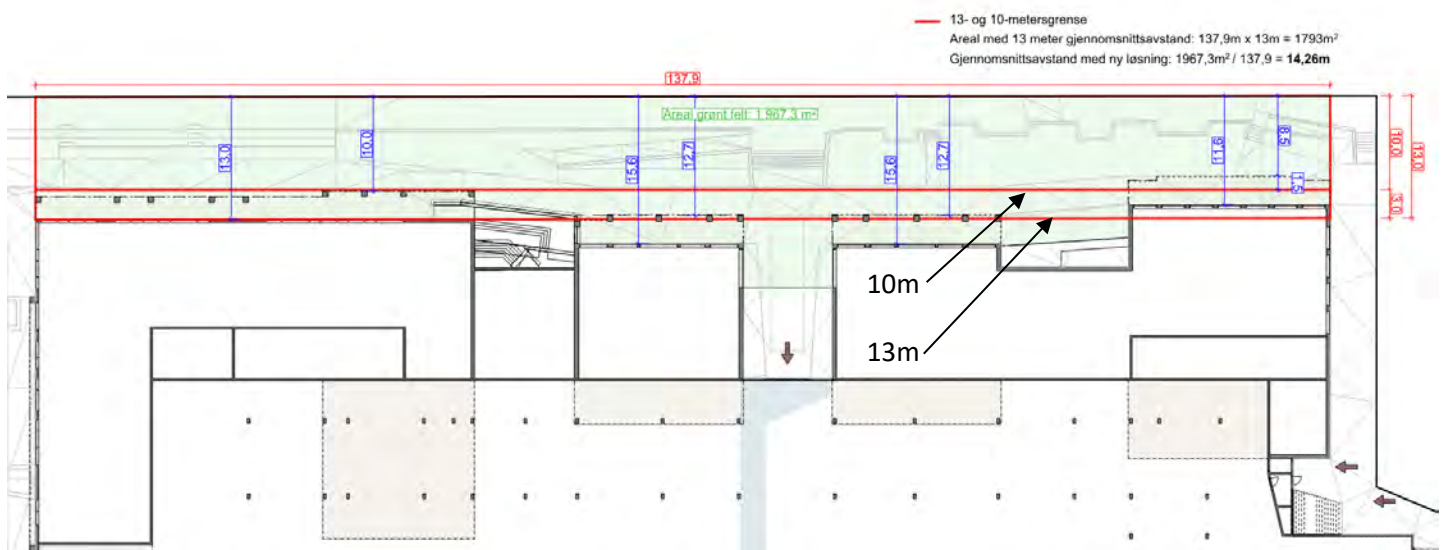 13- og 10-metersgrense
Areal med 13 meter gjennomsnittsavstand: 137,9m x 13m = 1793m²
Gjennomsnittsavstand med ny løsning: 1967,3m² / 137,9 = 14,26m
137,9
Areal grønt felt: 1 967,3 m²
13,0
10,0
15,6
12,7
15,6
12,7
11,6
8,5
1,5
10,0
13,0
3,0
10m
13m